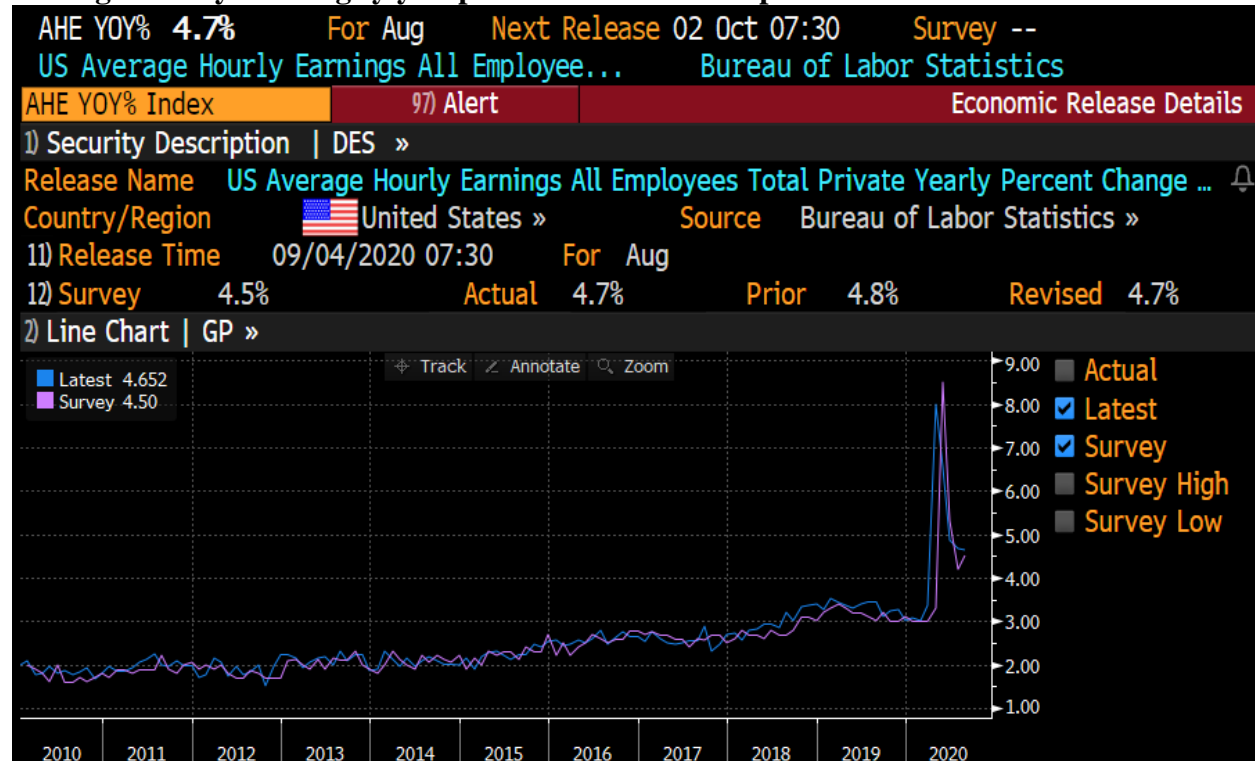 AHE YOY% 4.7% For Aug Next Release 02 Oct 07:30 Survey --
US Average Hourly Earnings All Employee... Bureau of Labor Statistics
AHE YOY% Index 97) Alert Economic Release Details
1) Security Description | DES »
Release Name US Average Hourly Earnings All Employees Total Private Yearly Percent Change ...
Country/Region United States » Source Bureau of Labor Statistics »
11) Release Time 09/04/2020 07:30 For Aug
12) Survey 4.5% Actual 4.7% Prior 4.8% Revised 4.7%
2) Line Chart | GP »
Track Annotate Zoom
Latest 4.652
Survey 4.50
9.00
8.00
7.00
6.00
5.00
4.00
3.00
2.00
1.00
Actual
Latest
Survey
Survey High
Survey Low
2010 2011 2012 2013 2014 2015 2016 2017 2018 2019 2020